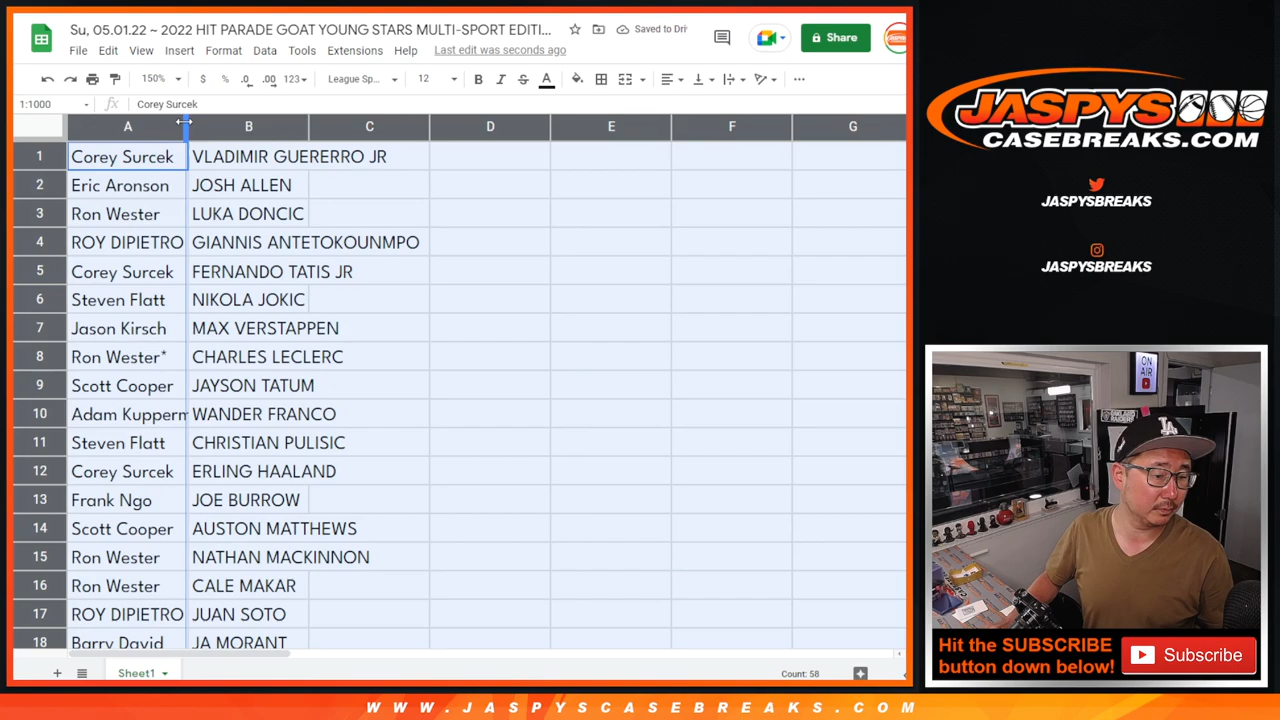 Su, 05.01.22 ~ 2022 HIT PARADE GOAT YOUNG STARS MULTI-SPORT EDITI...
Saved to Dri
File Edit View Insert Format Data Tools Extensions Help Last edit was seconds ago
Share
150% $ % .0 .00 123 League Sp... 12 B I S A
1:1000 fx Corey Surcek
A B C D E F G
1 Corey Surcek VLADIMIR GUERERRO JR
2 Eric Aronson JOSH ALLEN
3 Ron Wester LUKA DONCIC
4 ROY DIPIETRO GIANNIS ANTETOKOUNMPO
5 Corey Surcek FERNANDO TATIS JR
6 Steven Flatt NIKOLA JOKIC
7 Jason Kirsch MAX VERSTAPPEN
8 Ron Wester* CHARLES LECLERC
9 Scott Cooper JAYSON TATUM
10 Adam Kupperm WANDER FRANCO
11 Steven Flatt CHRISTIAN PULISIC
12 Corey Surcek ERLING HAALAND
13 Frank Ngo JOE BURROW
14 Scott Cooper AUSTON MATTHEWS
15 Ron Wester NATHAN MACKINNON
16 Ron Wester CALE MAKAR
17 ROY DIPIETRO JUAN SOTO
18 Barry David JA MORANT
Sheet1
Count: 58
JASPYS
CASEBREAKS.COM
JASPYSBREAKS
JASPYSBREAKS
ON
AIR
LA
Hit the SUBSCRIBE
button down below!
Subscribe
WWW.JASPYSCASEBREAKS.COM